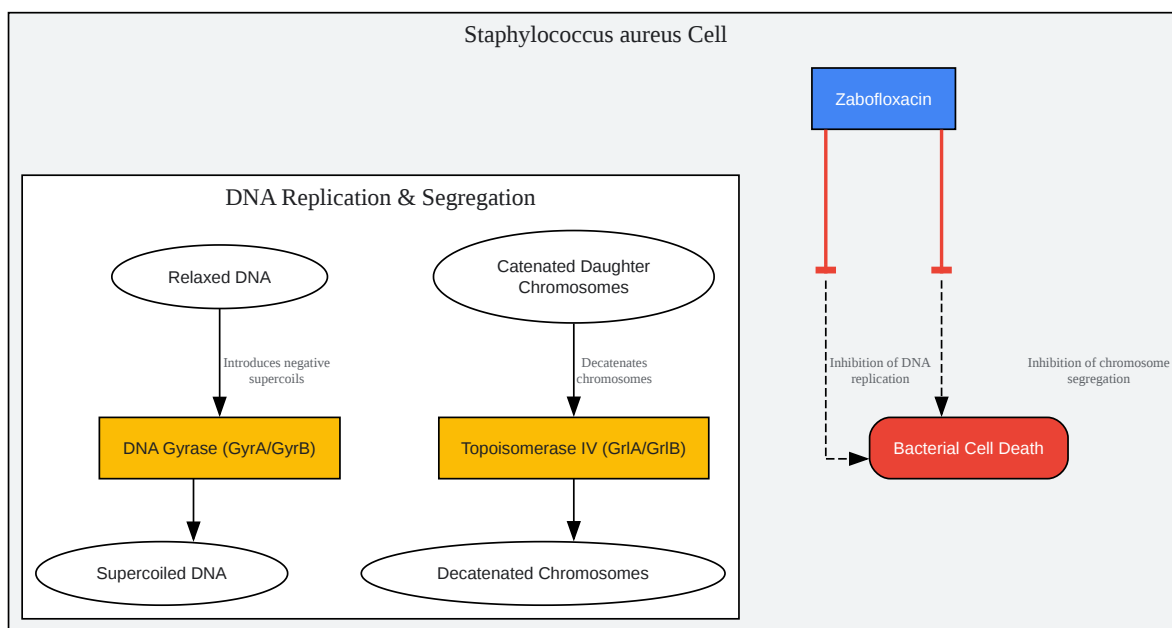 Staphylococcus aureus Cell
Zabofloxacin
DNA Replication & Segregation
Relaxed DNA
Catenated Daughter
Chromosomes
Introduces negative
supercoils
Decatenates
chromosomes
Inhibition of DNA
replication
Inhibition of chromosome
segregation
DNA Gyrase (GyrA/GyrB)
Topoisomerase IV (GrlA/GrlB)
Bacterial Cell Death
Supercoiled DNA
Decatenated Chromosomes